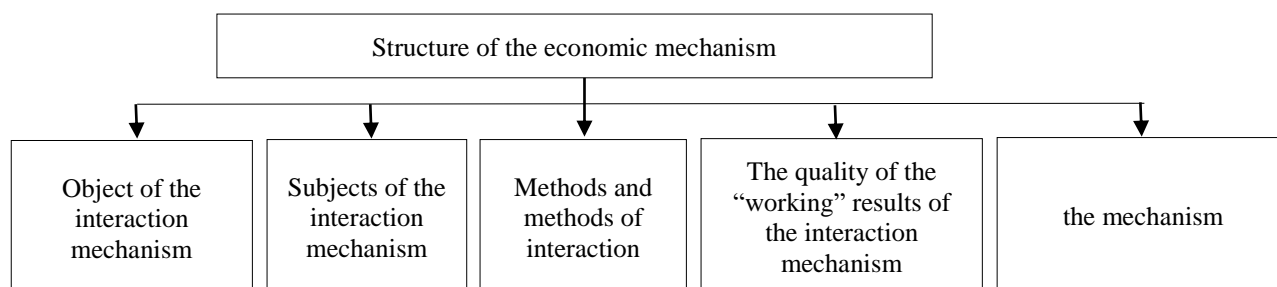 Structure of the economic mechanism
Object of the
interaction
mechanism
Subjects of the
interaction
mechanism
Methods and
methods of
interaction
The quality of the
“working” results of
the interaction
mechanism
the mechanism